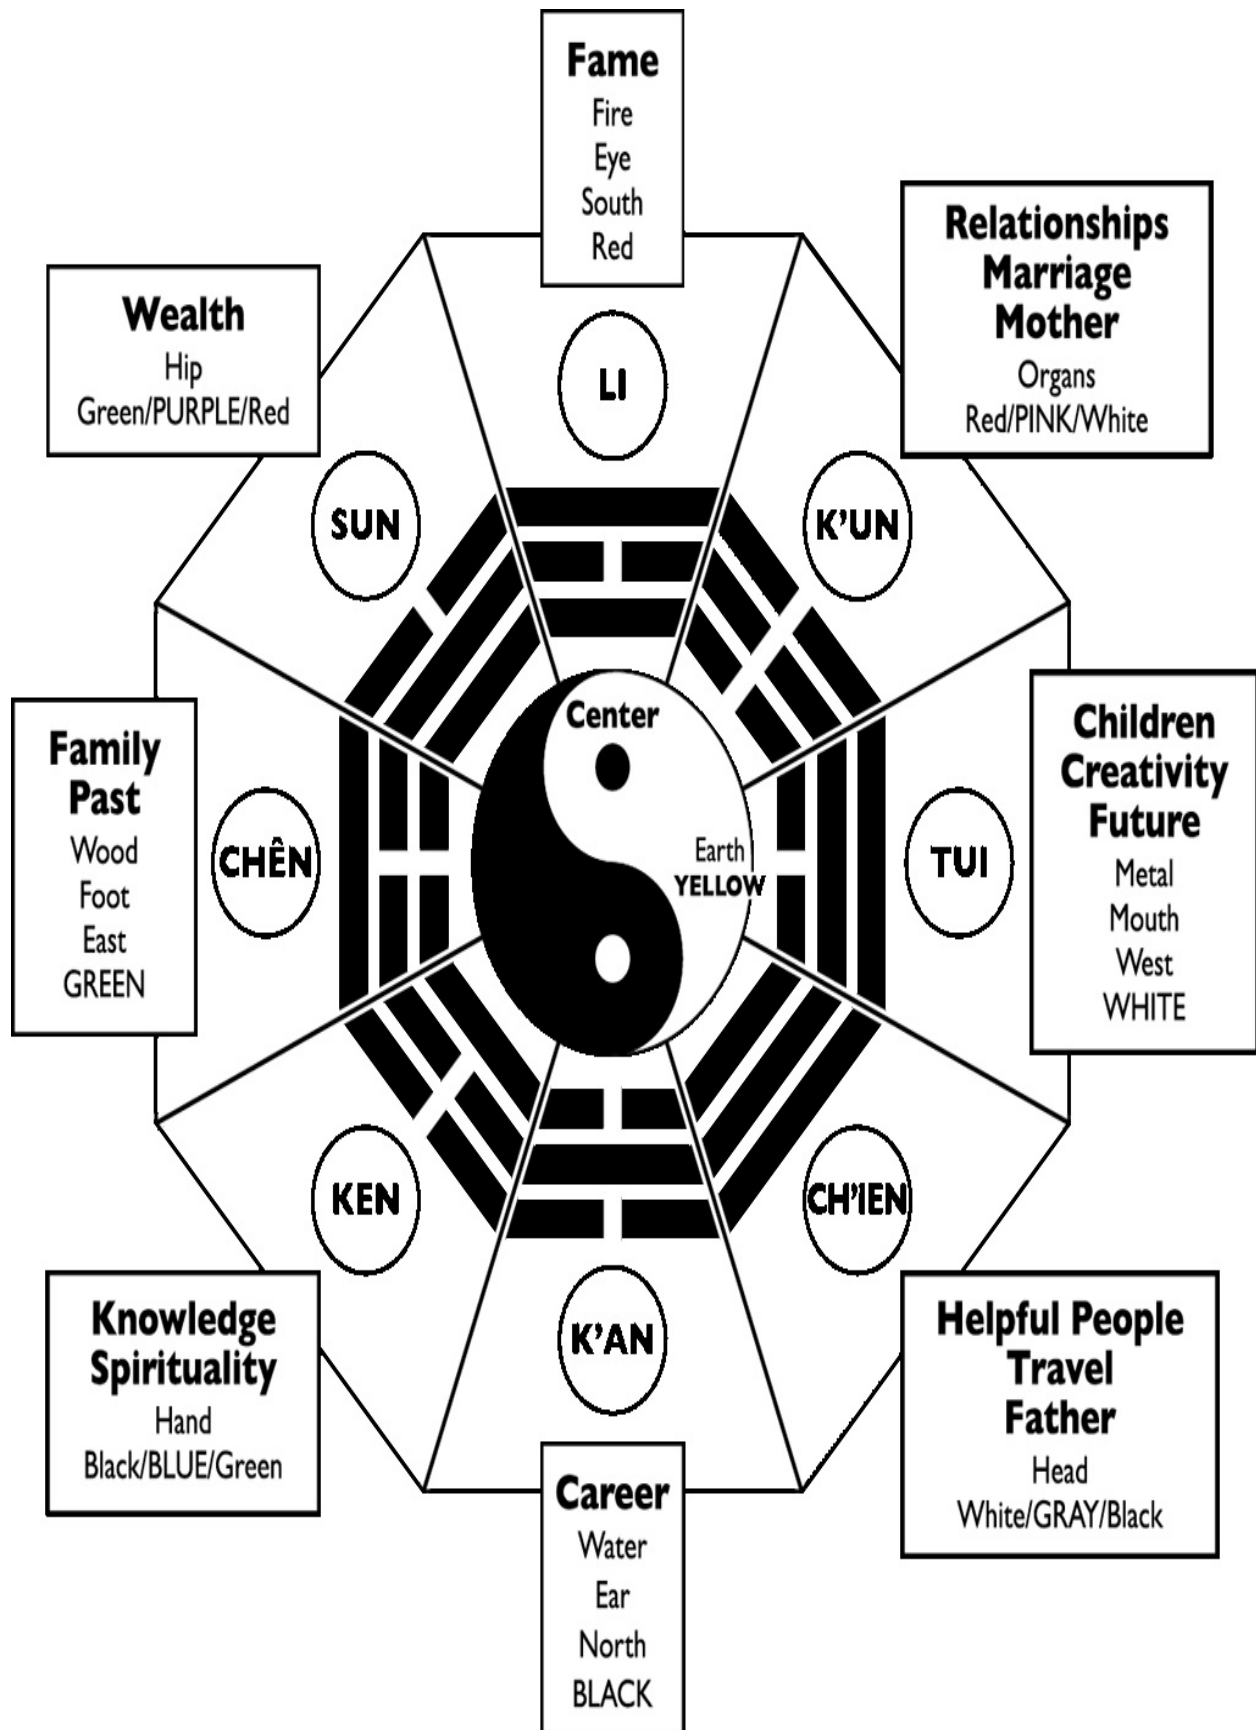 Fame
Fire
Eye
South
Red
Relationships
Marriage
Mother
Organs
Red/PINK/White
Wealth
Hip
Green/PURPLE/Red
LI
SUN
K'UN
Family
Past
Wood
Foot
East
GREEN
CHÊN
Center
Earth
YELLOW
TUI
Children
Creativity
Future
Metal
Mouth
West
WHITE
KEN
CH'IEN
K'AN
Knowledge
Spirituality
Hand
Black/BLUE/Green
Helpful People
Travel
Father
Head
White/GRAY/Black
Career
Water
Ear
North
BLACK